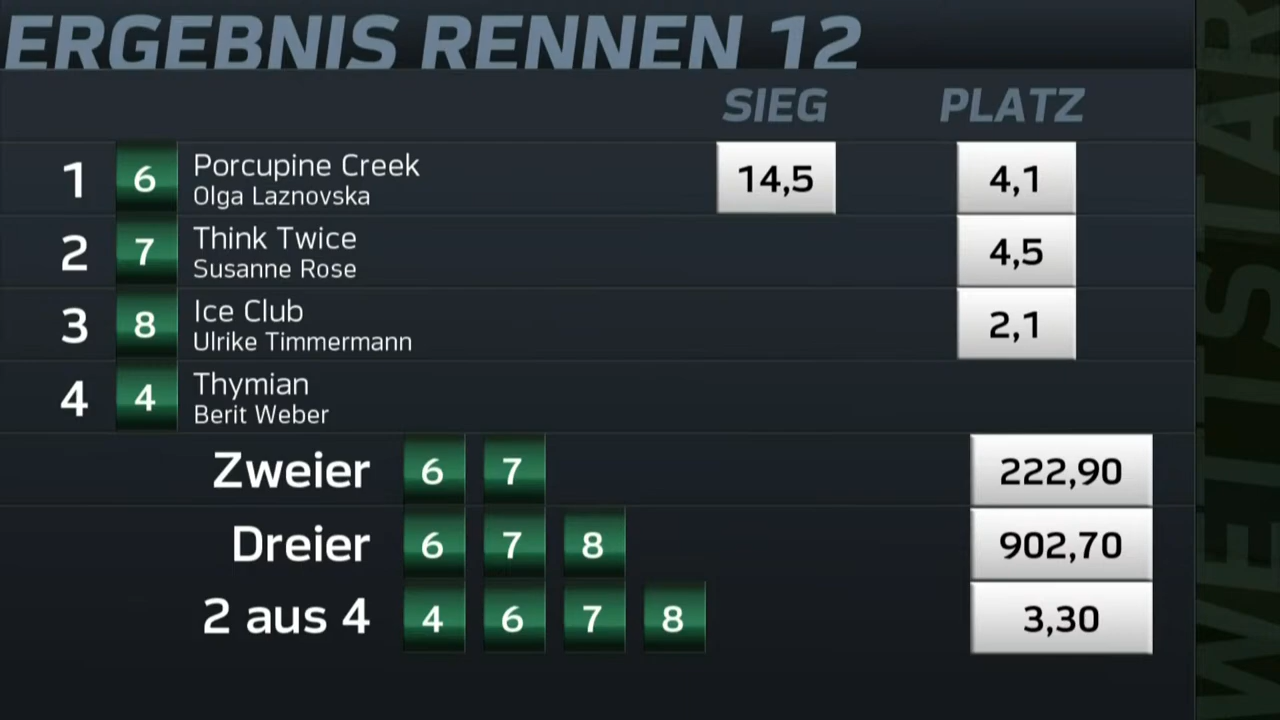 ERGEBNIS RENNEN 12
SIEG PLATZ
1 6 Porcupine Creek 14,5 4,1
Olga Laznovska
2 7 Think Twice 4,5
Susanne Rose
3 8 Ice Club 2,1
Ulrike Timmermann
4 4 Thymian
Berit Weber
Zweier 6 7 222,90
Dreier 6 7 8 902,70
2 aus 4 4 6 7 8 3,30
WETTSTAR